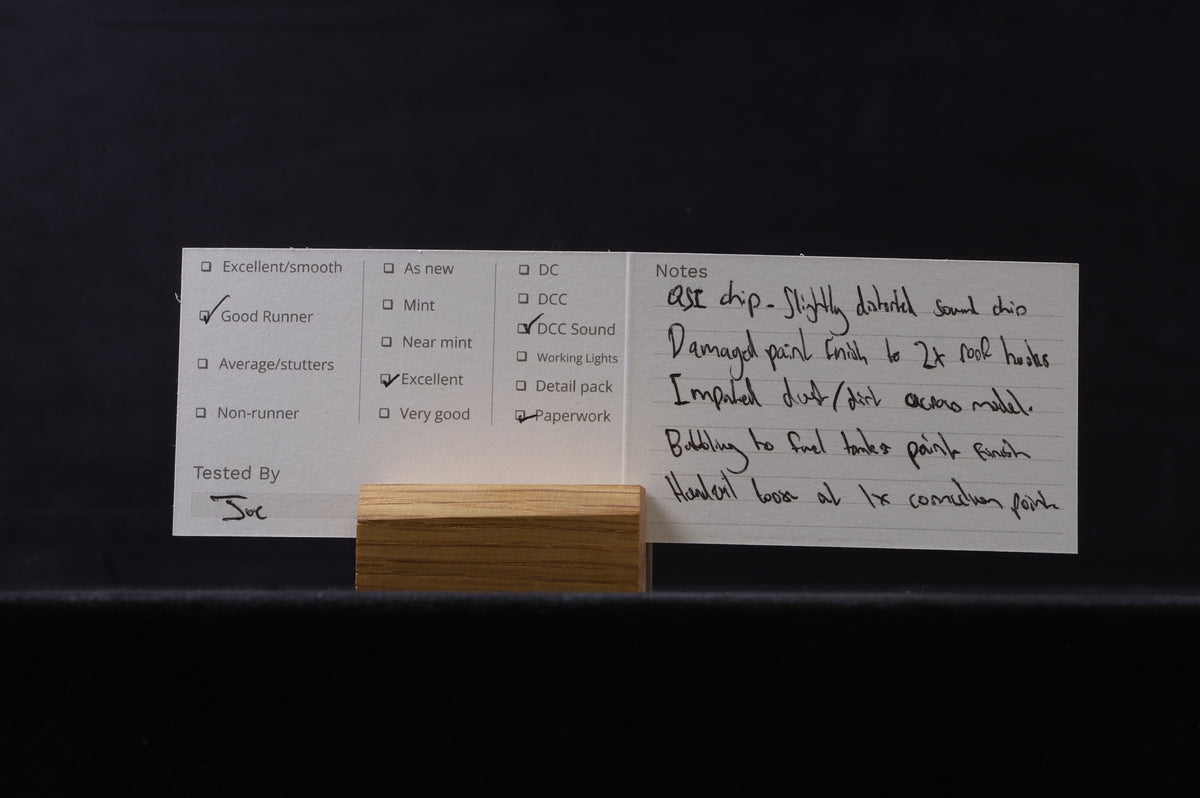 Excellent/smooth
Good Runner
Average/stutters
Non-runner
Tested By
Joe
As new
Mint
Near mint
Excellent
Very good
DC
DCC
DCC Sound
Working Lights
Detail pack
Paperwork
Notes
QSI chip - Slightly distorted sound chip
Damaged paint finish to 2x roof hooks
dust/dirt across model.
Bobbling to fuel tanks paint finish
Handrail loose at 1x connection point